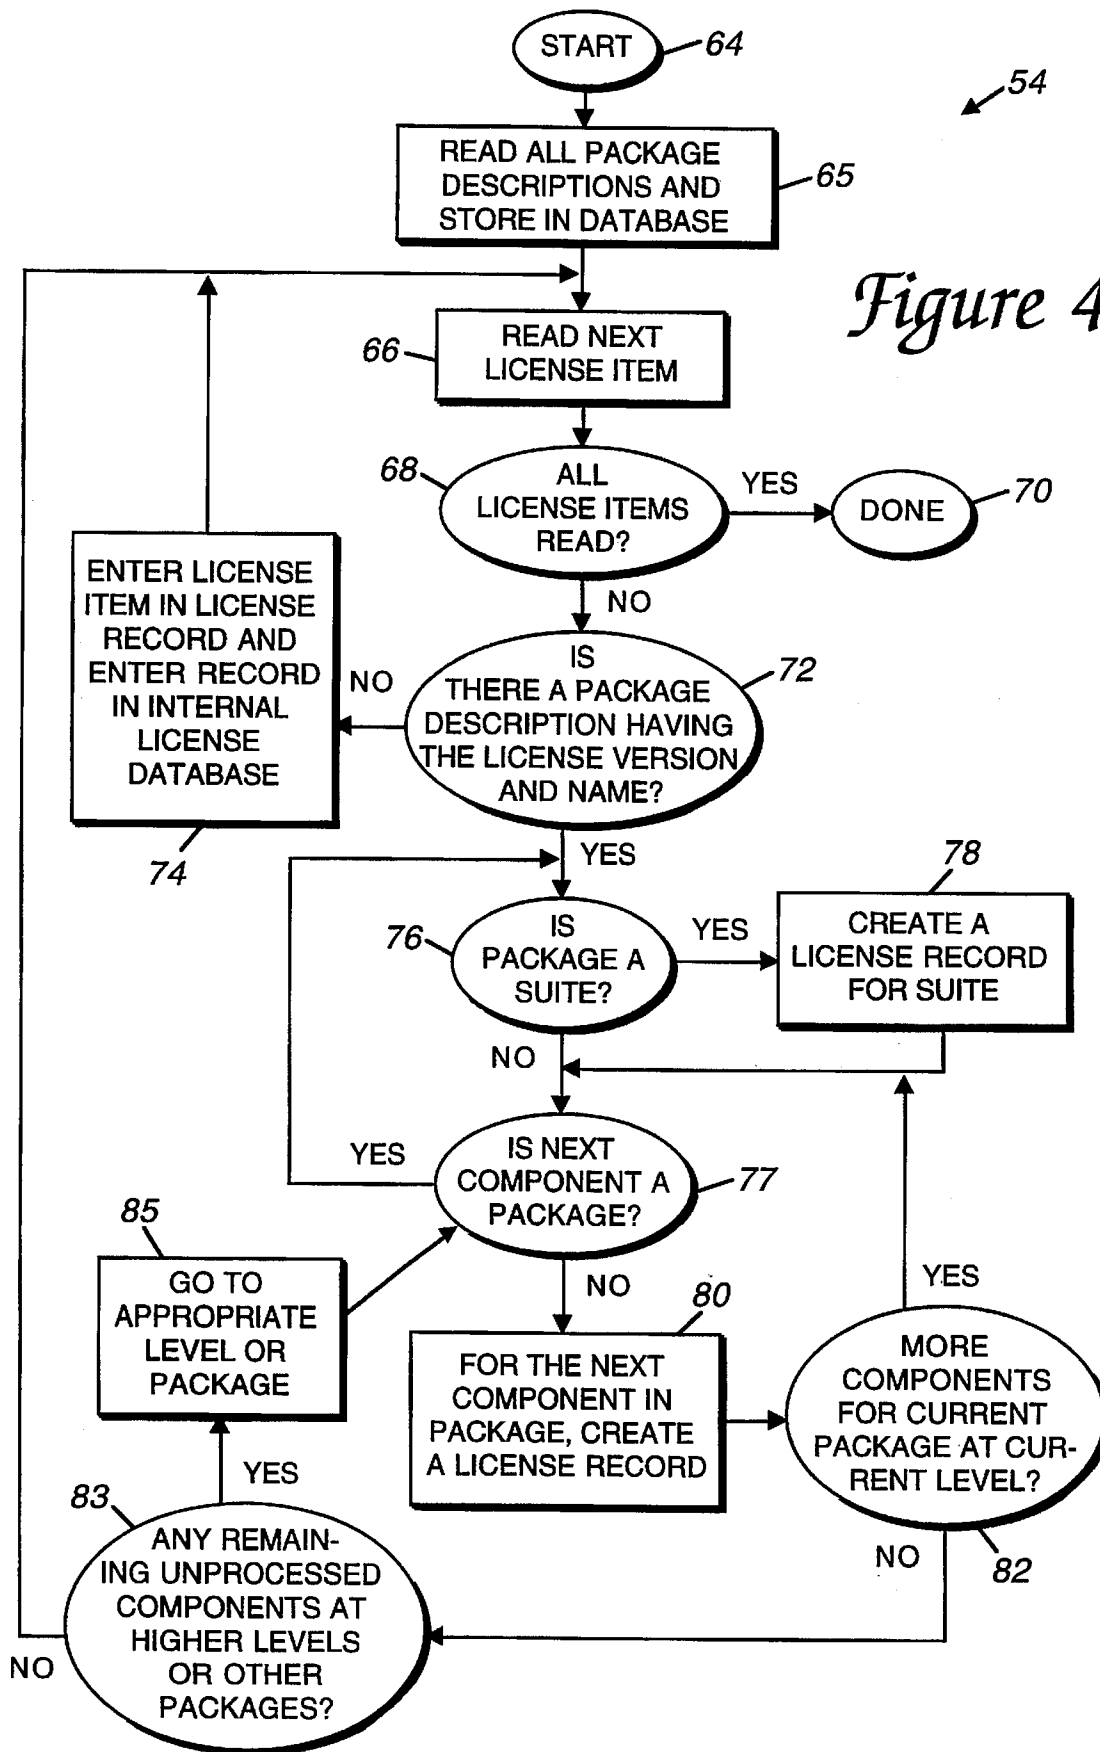 START
64
54
READ ALL PACKAGE
DESCRIPTIONS AND
STORE IN DATABASE
65
Figure 4
READ NEXT
LICENSE ITEM
66
68
ALL
LICENSE ITEMS
READ?
YES
DONE
70
NO
ENTER LICENSE
ITEM IN LICENSE
RECORD AND
ENTER RECORD
IN INTERNAL
LICENSE
DATABASE
74
NO
IS
THERE A PACKAGE
DESCRIPTION HAVING
THE LICENSE VERSION
AND NAME?
72
YES
76
IS
PACKAGE A
SUITE?
YES
78
CREATE A
LICENSE RECORD
FOR SUITE
NO
YES
IS NEXT
COMPONENT A
PACKAGE?
77
85
GO TO
APPROPRIATE
LEVEL OR
PACKAGE
NO
80
FOR THE NEXT
COMPONENT IN
PACKAGE, CREATE
A LICENSE RECORD
YES
MORE
COMPONENTS
FOR CURRENT
PACKAGE AT CUR-
RENT LEVEL?
82
NO
YES
83
ANY REMAIN-
ING UNPROCESSED
COMPONENTS AT
HIGHER LEVELS
OR OTHER
PACKAGES?
NO